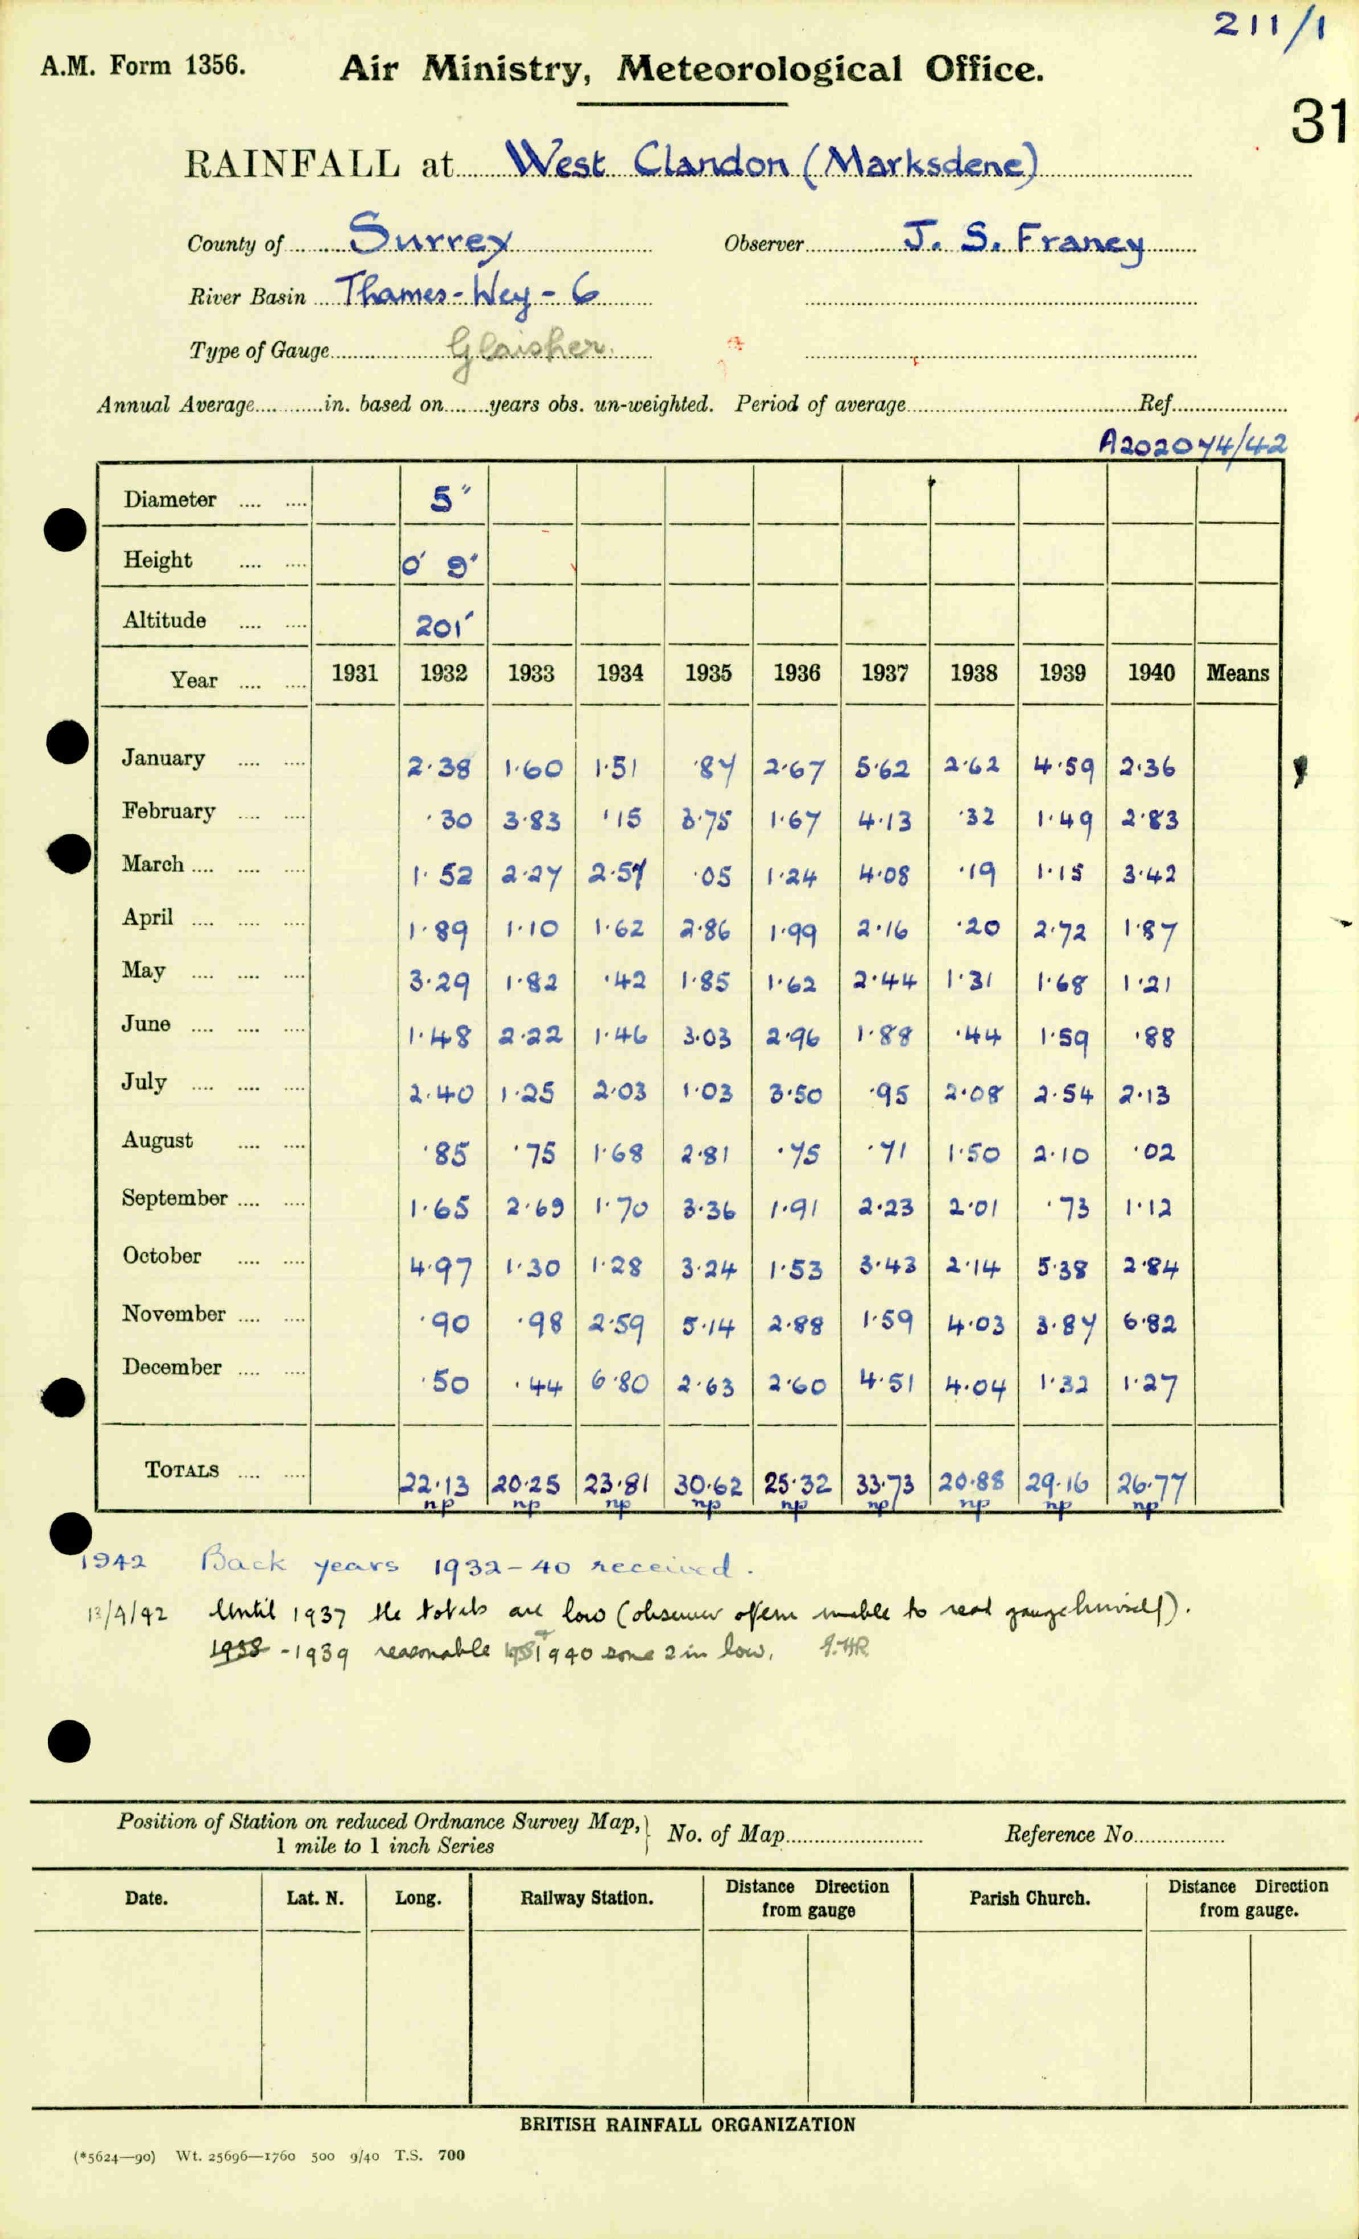 211/1
A.M. Form 1356. Air Ministry, Meteorological Office.
31
RAINFALL at West Clandon (Marksdene)
County of Surrey Observer J. S. Franey
River Basin Thames-Wey-6
Type of Gauge Glaisher.
Annual Average............in. based on........years obs. un-weighted. Period of average........Ref........
A202074/42
Diameter .... .... 5"
Height .... .... 0' 9"
Altitude .... .... 201'
Year .... .... 1931 1932 1933 1934 1935 1936 1937 1938 1939 1940 Means
January .... .... 2.38 1.60 1.51 .87 2.67 5.62 2.62 4.59 2.36
February .... .... .30 3.83 .15 3.75 1.67 4.13 .32 1.49 2.83
March .... .... .... 1.52 2.27 2.57 .05 1.24 4.08 .19 1.15 3.42
April .... .... .... 1.89 1.10 1.62 2.86 1.99 2.16 .20 2.72 1.87
May .... .... .... 3.29 1.82 .42 1.85 1.62 2.44 1.31 1.68 1.21
June .... .... .... 1.48 2.22 1.46 3.03 2.96 1.88 .44 1.59 .88
July .... .... .... 2.40 1.25 2.03 1.03 3.50 .95 2.08 2.54 2.13
August .... .... .85 .75 1.68 2.81 .75 .71 1.50 2.10 .02
September .... .... 1.65 2.69 1.70 3.36 1.91 2.23 2.01 .73 1.12
October .... .... 4.97 1.30 1.28 3.24 1.53 3.43 2.14 5.38 2.84
November .... .... .90 .98 2.59 5.14 2.88 1.59 4.03 3.87 6.82
December .... .... .50 .44 6.80 2.63 2.60 4.51 4.04 1.32 1.27
TOTALS .... .... 22.13 20.25 23.81 30.62 25.32 33.73 20.88 29.16 26.77
np np np np np np np np np
1942 Back years 1932-40 received.
Until 1937 the totals are low (observer often unable to read gauge himself).
1938 - 1939 reasonable 1940 some 2 in low.
Position of Station on reduced Ordnance Survey Map,} No. of Map........ Reference No........
1 mile to 1 inch Series
Date. Lat. N. Long. Railway Station. Distance Direction from gauge Parish Church. Distance Direction from gauge.
BRITISH RAINFALL ORGANIZATION
(*5624—90) Wt. 25696—1760 500 9/40 T.S. 700